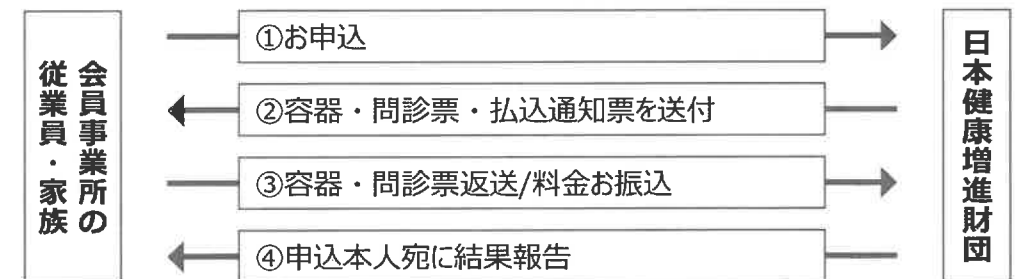 会員事業所の
従業員・家族
①お申込
②容器・問診票・払込通知票を送付
③容器・問診票返送/料金お振込
④申込本人宛に結果報告
日本健康増進財団